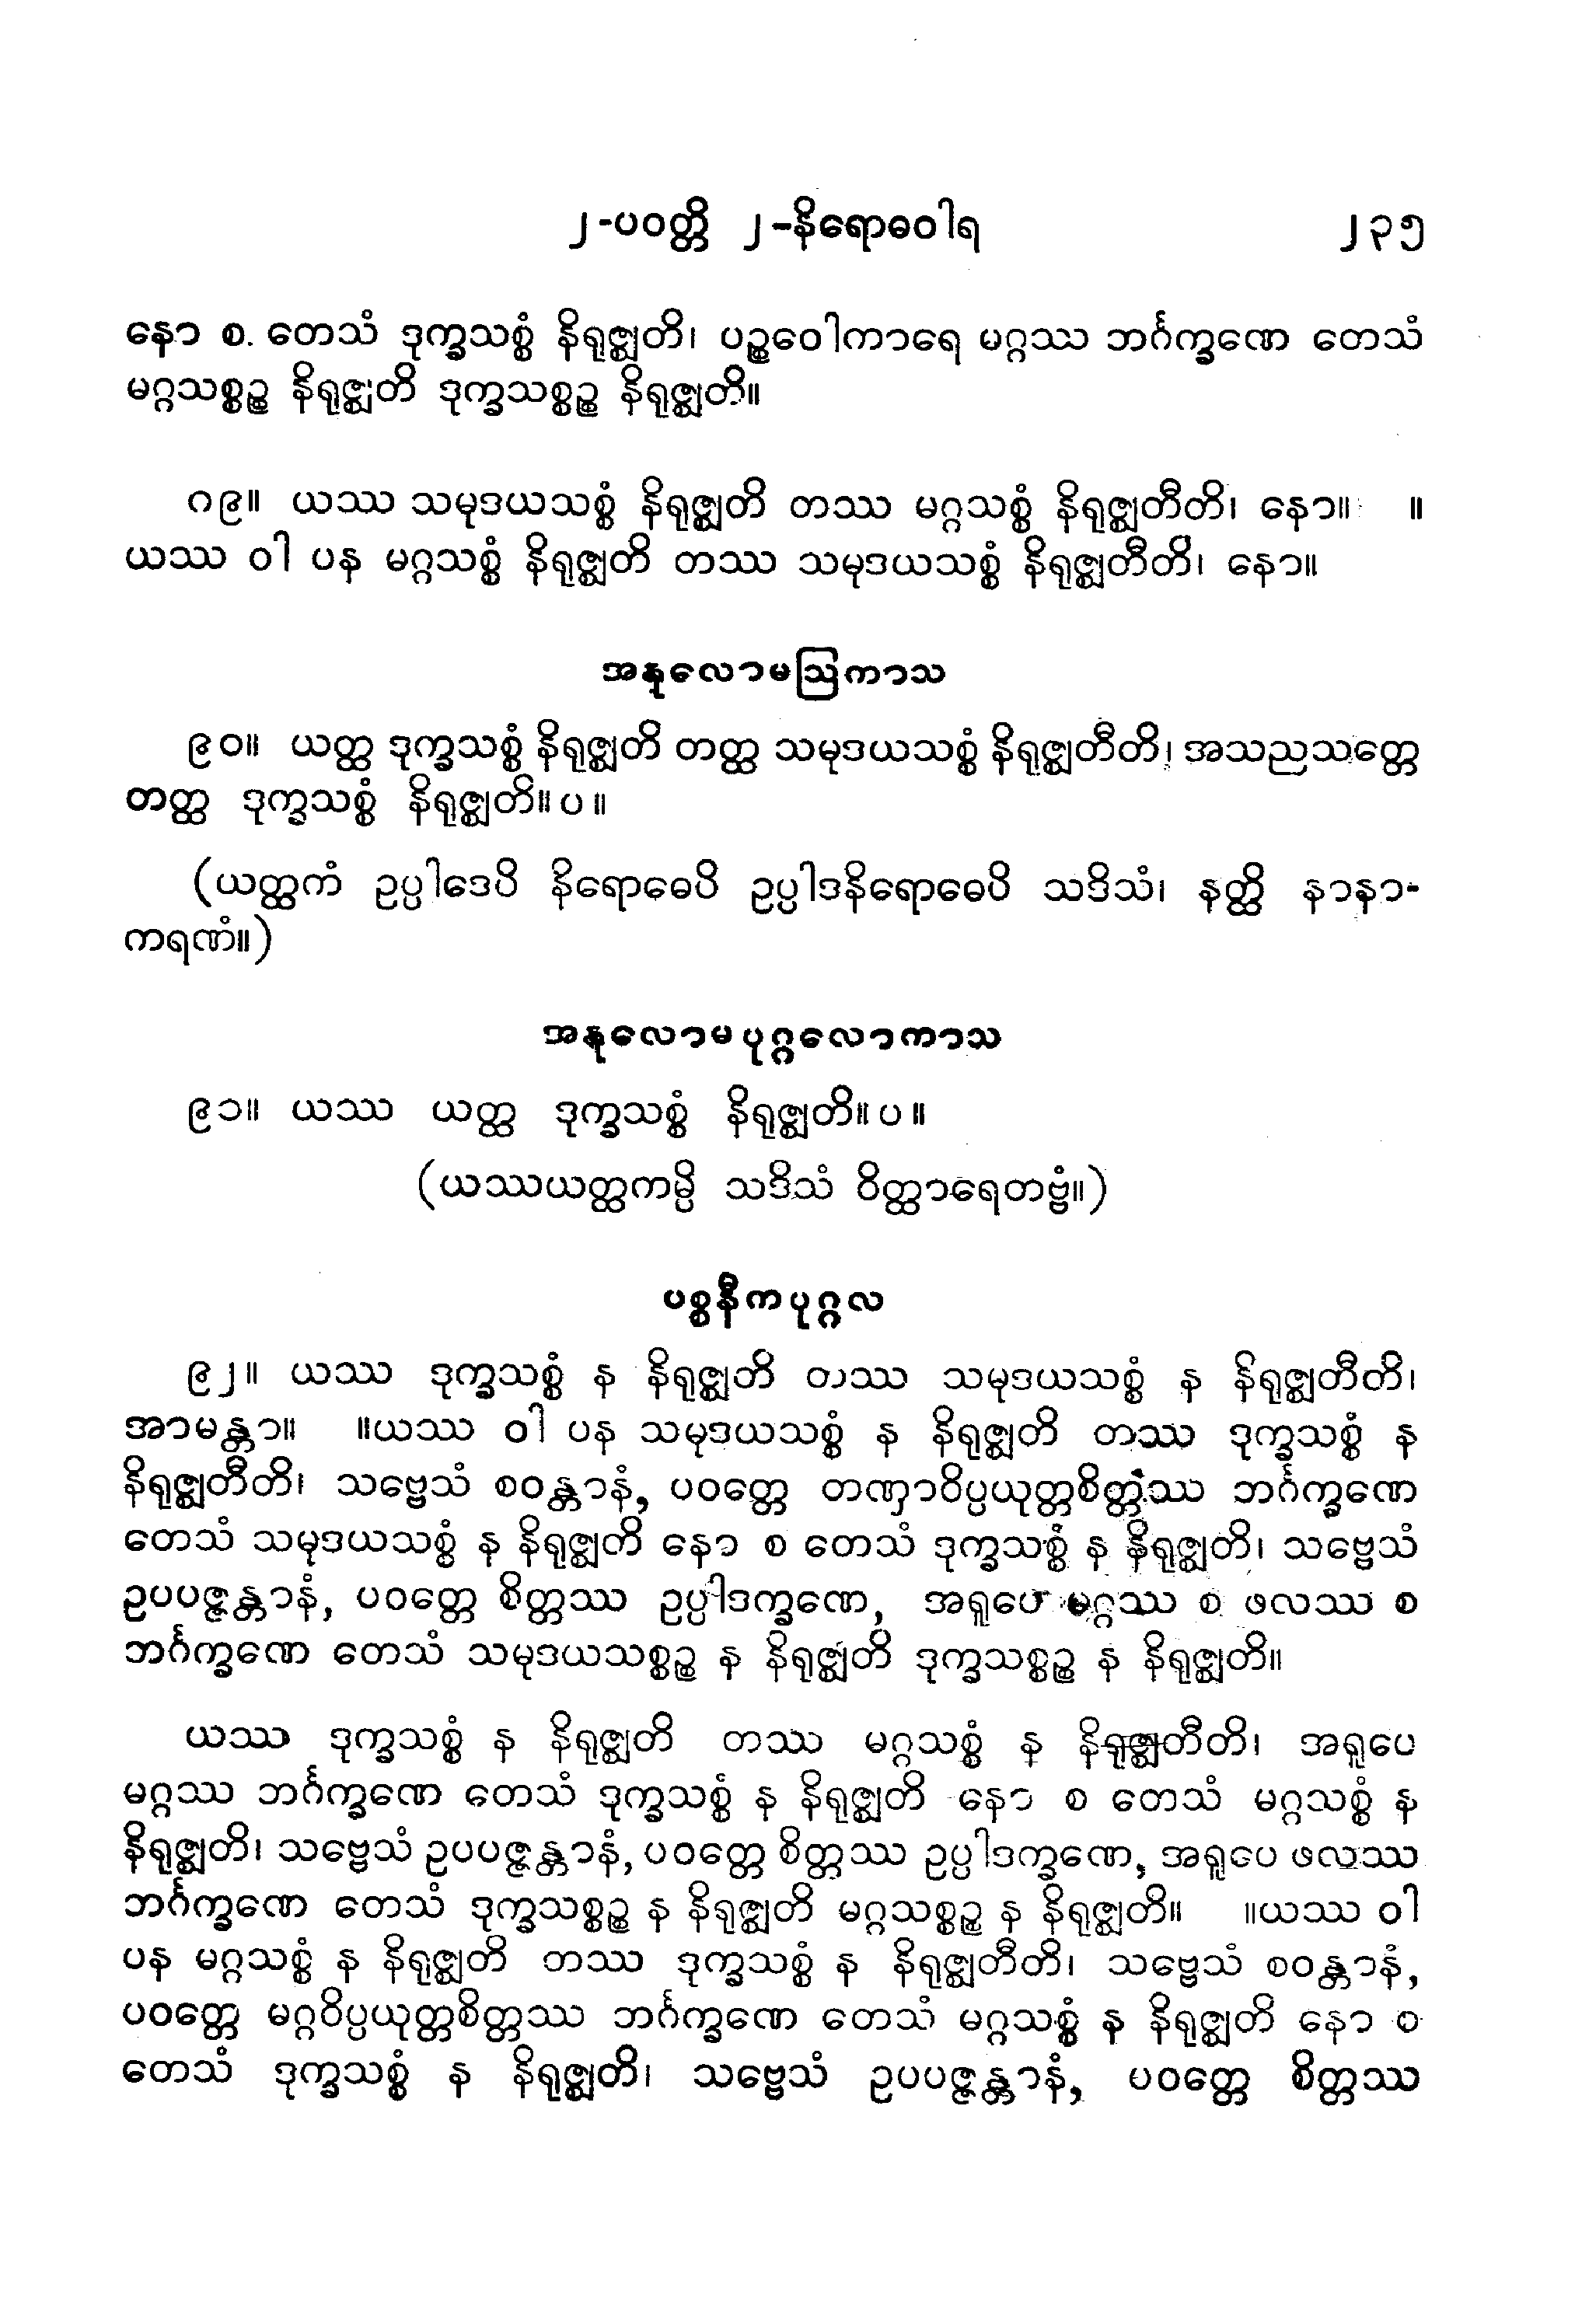 ၂-ပဝတ္တိ ၂-နိရောဓဝါရ ၂၃၅
နော စ. တေသံ ဒုက္ခသစ္စံ နိရုဇ္ဈတိ၊ ပဉ္စဝေါကာရေ မဂ္ဂဿ ဘင်္ဂက္ခဏေ တေသံ
မဂ္ဂသစ္စဉ္စ နိရုဇ္ဈတိ ဒုက္ခသစ္စဉ္စ နိရုဇ္ဈတိ။
၈၉။ ယဿ သမုဒယသစ္စံ နိရုဇ္ဈတိ တဿ မဂ္ဂသစ္စံ နိရုဇ္ဈတီတိ၊ နော။ ။
ယဿ ဝါ ပန မဂ္ဂသစ္စံ နိရုဇ္ဈတိ တဿ သမုဒယသစ္စံ နိရုဇ္ဈတီတိ၊ နော။
အနုလောမဩကာသ
၉၀။ ယတ္ထ ဒုက္ခသစ္စံ နိရုဇ္ဈတိ တတ္ထ သမုဒယသစ္စံ နိရုဇ္ဈတီတိ၊ အသညသတ္တေ
တတ္ထ ဒုက္ခသစ္စံ နိရုဇ္ဈတိ။ပ။
(ယတ္ထကံ ဥပ္ပါဒေပိ နိရောဓေပိ ဥပ္ပါဒနိရောဓေပိ သဒိသံ၊ နတ္ထိ နာနာ-
ကရဏံ။)
အနုလောမပုဂ္ဂလောကာသ
၉၁။ ယဿ ယတ္ထ ဒုက္ခသစ္စံ နိရုဇ္ဈတိ။ပ။
(ယဿယတ္ထကမ္ပိ သဒိသံ ဝိတ္ထာရေတဗ္ဗံ။)
ပစ္စနီကပုဂ္ဂလ
၉၂။ ယဿ ဒုက္ခသစ္စံ န နိရုဇ္ဈတိ တဿ သမုဒယသစ္စံ န နိရုဇ္ဈတီတိ၊
အာမန္တာ။ ။ယဿ ဝါ ပန သမုဒယသစ္စံ န နိရုဇ္ဈတိ တဿ ဒုက္ခသစ္စံ န
နိရုဇ္ဈတီတိ၊ သဗ္ဗေသံ စဝန္တာနံ, ပဝတ္တေ တဏှာဝိပ္ပယုတ္တစိတ္တဿ ဘင်္ဂက္ခဏေ
တေသံ သမုဒယသစ္စံ န နိရုဇ္ဈတိ နော စ တေသံ ဒုက္ခသစ္စံ န နိရုဇ္ဈတိ၊ သဗ္ဗေသံ
ဥပပဇ္ဇန္တာနံ, ပဝတ္တေ စိတ္တဿ ဥပ္ပါဒက္ခဏေ, အရူပေ မဂ္ဂဿ စ ဖလဿ စ
ဘင်္ဂက္ခဏေ တေသံ သမုဒယသစ္စဉ္စ န နိရုဇ္ဈတိ ဒုက္ခသစ္စဉ္စ န နိရုဇ္ဈတိ။
ယဿ ဒုက္ခသစ္စံ န နိရုဇ္ဈတိ တဿ မဂ္ဂသစ္စံ န နိရုဇ္ဈတီတိ၊ အရူပေ
မဂ္ဂဿ ဘင်္ဂက္ခဏေ တေသံ ဒုက္ခသစ္စံ န နိရုဇ္ဈတိ နော စ တေသံ မဂ္ဂသစ္စံ န
နိရုဇ္ဈတိ၊ သဗ္ဗေသံ ဥပပဇ္ဇန္တာနံ, ပဝတ္တေ စိတ္တဿ ဥပ္ပါဒက္ခဏေ, အရူပေ ဖလဿ
ဘင်္ဂက္ခဏေ တေသံ ဒုက္ခသစ္စဉ္စ န နိရုဇ္ဈတိ မဂ္ဂသစ္စဉ္စ န နိရုဇ္ဈတိ။ ။ယဿ ဝါ
ပန မဂ္ဂသစ္စံ န နိရုဇ္ဈတိ တဿ ဒုက္ခသစ္စံ န နိရုဇ္ဈတီတိ၊ သဗ္ဗေသံ စဝန္တာနံ,
ပဝတ္တေ မဂ္ဂဝိပ္ပယုတ္တစိတ္တဿ ဘင်္ဂက္ခဏေ တေသံ မဂ္ဂသစ္စံ န နိရုဇ္ဈတိ နော စ
တေသံ ဒုက္ခသစ္စံ န နိရုဇ္ဈတိ၊ သဗ္ဗေသံ ဥပပဇ္ဇန္တာနံ, ပဝတ္တေ စိတ္တဿ